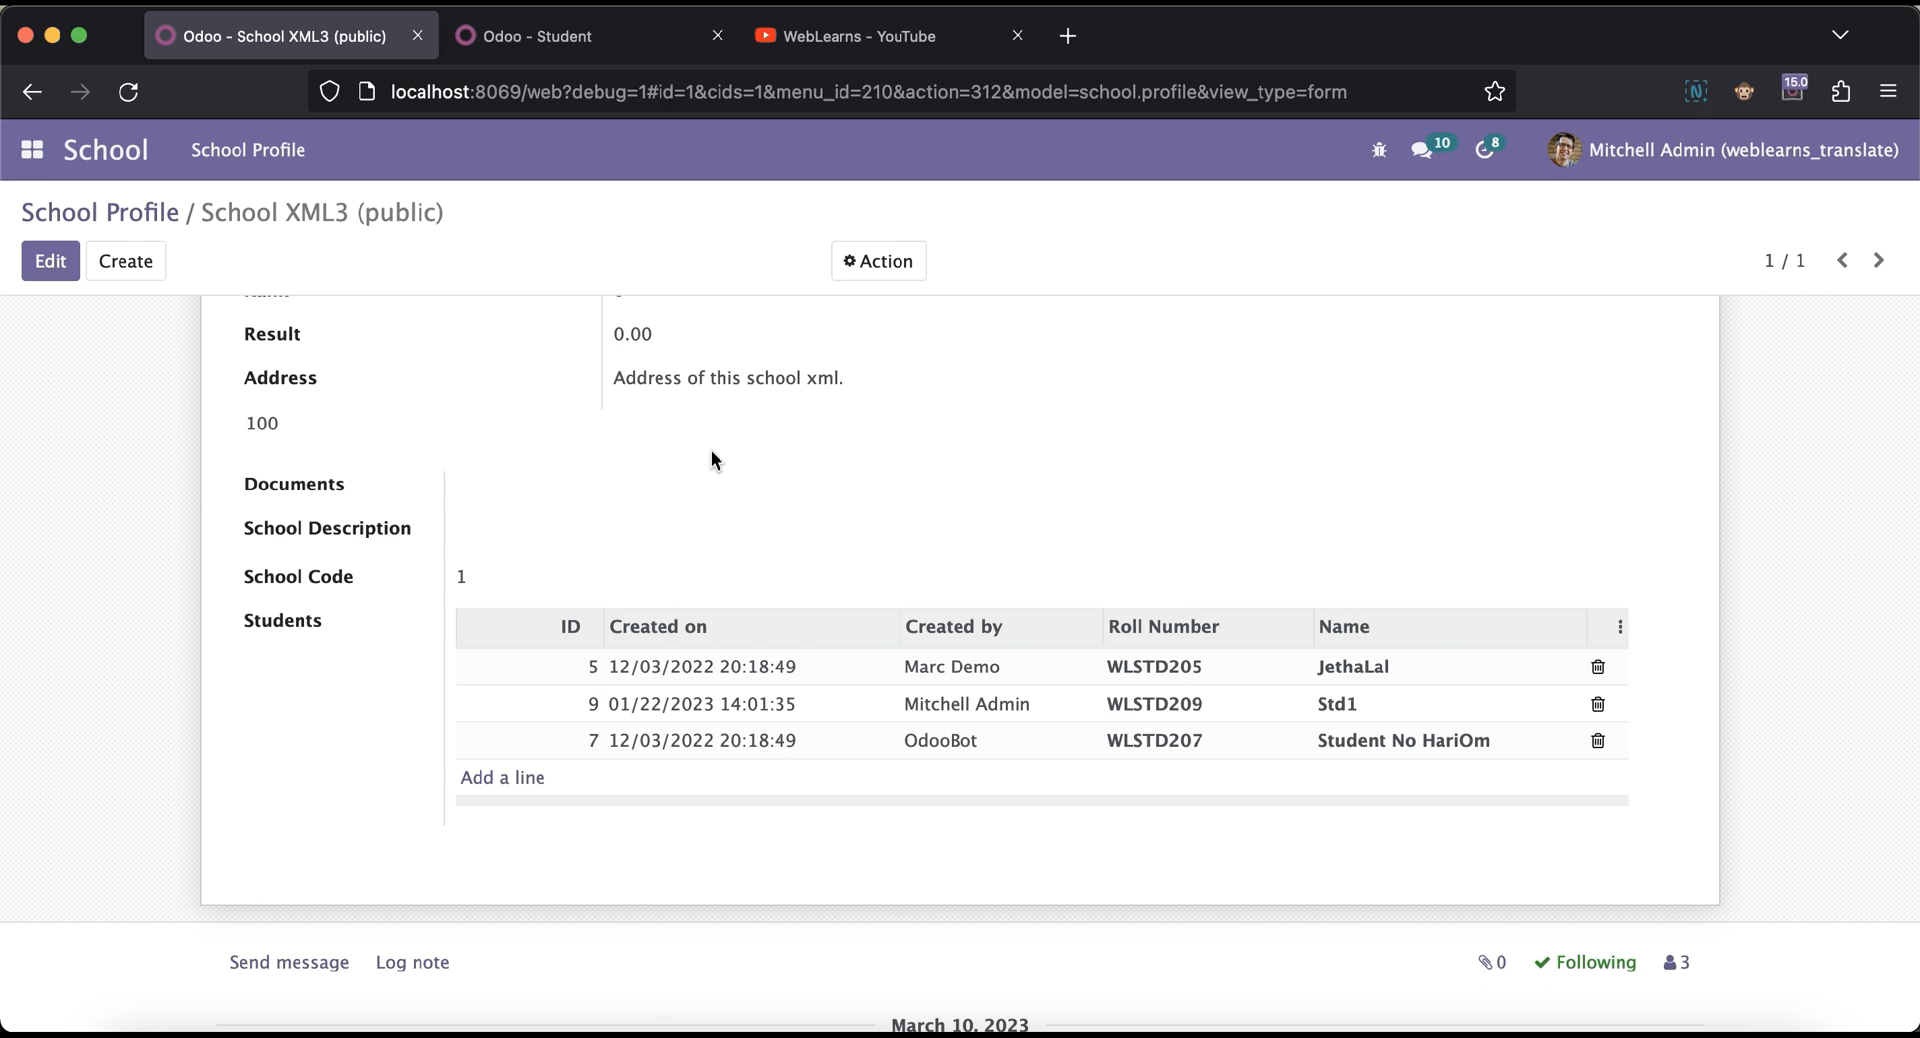 Odoo - School XML3 (public)
Odoo - Student
WebLearns - YouTube
localhost:8069/web?debug=1#id=1&cids=1&menu_id=210&action=312&model=school.profile&view_type=form
15.0
School
School Profile
10
8
Mitchell Admin (weblearns_translate)
School Profile / School XML3 (public)
Edit
Create
Action
1 / 1
Result 0.00
Address Address of this school xml.
100
Documents
School Description
School Code 1
Students
ID Created on Created by Roll Number Name
5 12/03/2022 20:18:49 Marc Demo WLSTD205 JethaLal
9 01/22/2023 14:01:35 Mitchell Admin WLSTD209 Std1
7 12/03/2022 20:18:49 OdooBot WLSTD207 Student No HariOm
Add a line
Send message Log note 0 Following 3
March 10, 2023